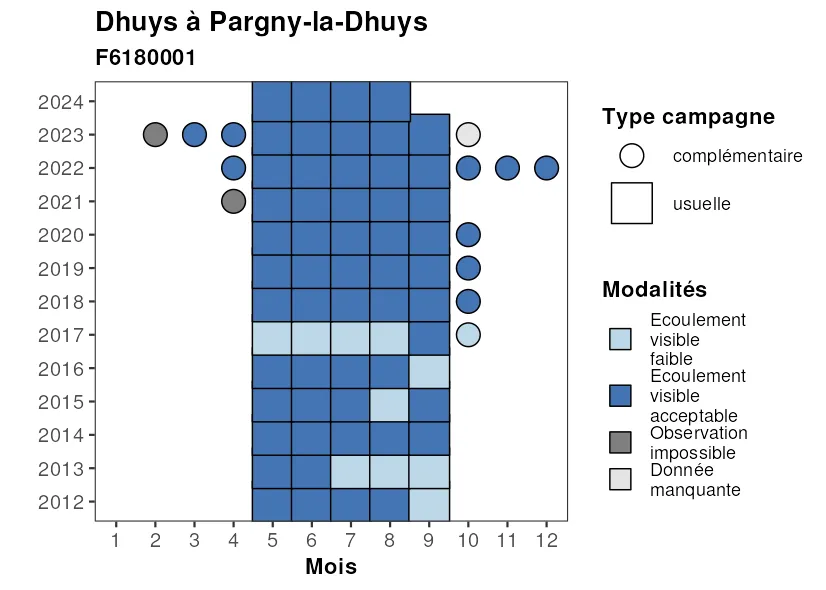 Dhuys à Pargny-la-Dhuys
F6180001
2024
2023
2022
2021
2020
2019
2018
2017
2016
2015
2014
2013
2012
1 2 3 4 5 6 7 8 9 10 11 12
Mois
Type campagne
complémentaire
usuelle
Modalités
Ecoulement
visible
faible
Ecoulement
visible
acceptable
Observation
impossible
Donnée
manquante